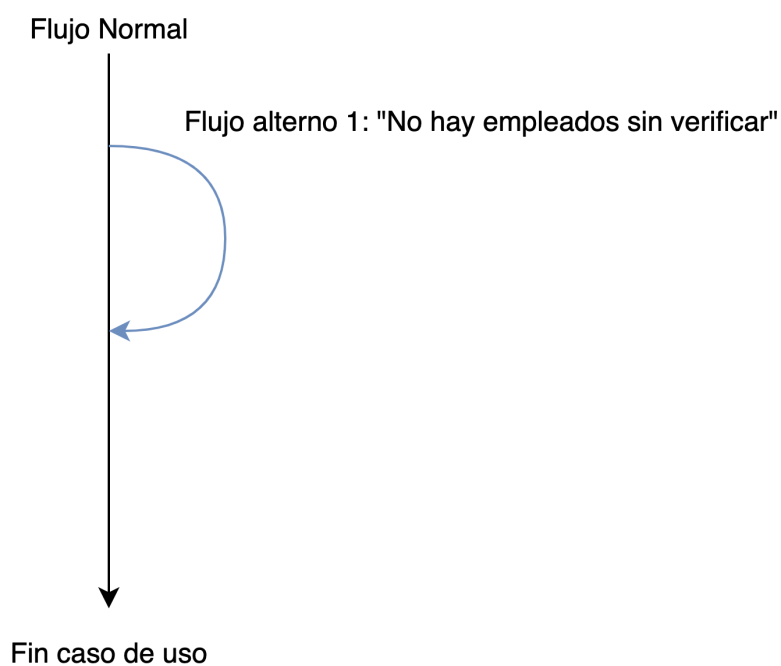 Flujo Normal
Flujo alterno 1: "No hay empleados sin verificar"
Fin caso de uso